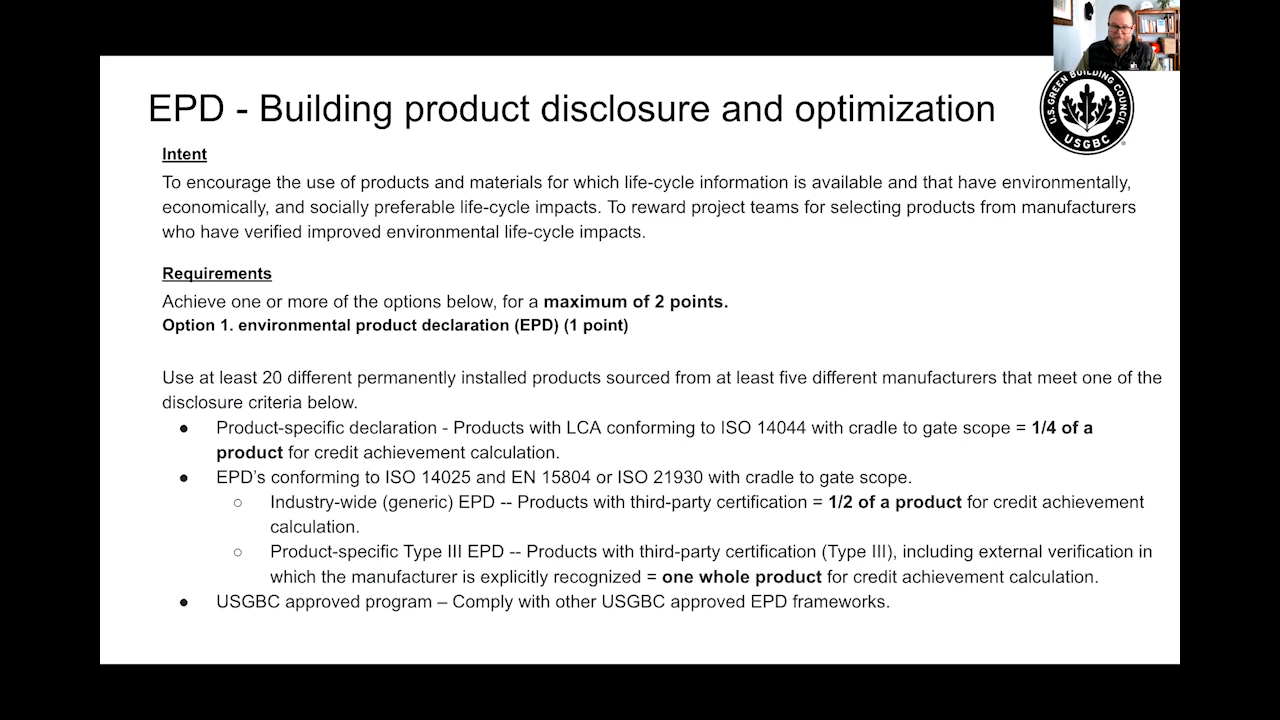 EPD - Building product disclosure and optimization
U.S. GREEN BUILDING COUNCIL
USGBC
Intent
To encourage the use of products and materials for which life-cycle information is available and that have environmentally,
economically, and socially preferable life-cycle impacts. To reward project teams for selecting products from manufacturers
who have verified improved environmental life-cycle impacts.
Requirements
Achieve one or more of the options below, for a maximum of 2 points.
Option 1. environmental product declaration (EPD) (1 point)
Use at least 20 different permanently installed products sourced from at least five different manufacturers that meet one of the
disclosure criteria below.
● Product-specific declaration - Products with LCA conforming to ISO 14044 with cradle to gate scope = 1/4 of a
product for credit achievement calculation.
● EPD's conforming to ISO 14025 and EN 15804 or ISO 21930 with cradle to gate scope.
○ Industry-wide (generic) EPD -- Products with third-party certification = 1/2 of a product for credit achievement
calculation.
○ Product-specific Type III EPD -- Products with third-party certification (Type III), including external verification in
which the manufacturer is explicitly recognized = one whole product for credit achievement calculation.
● USGBC approved program – Comply with other USGBC approved EPD frameworks.